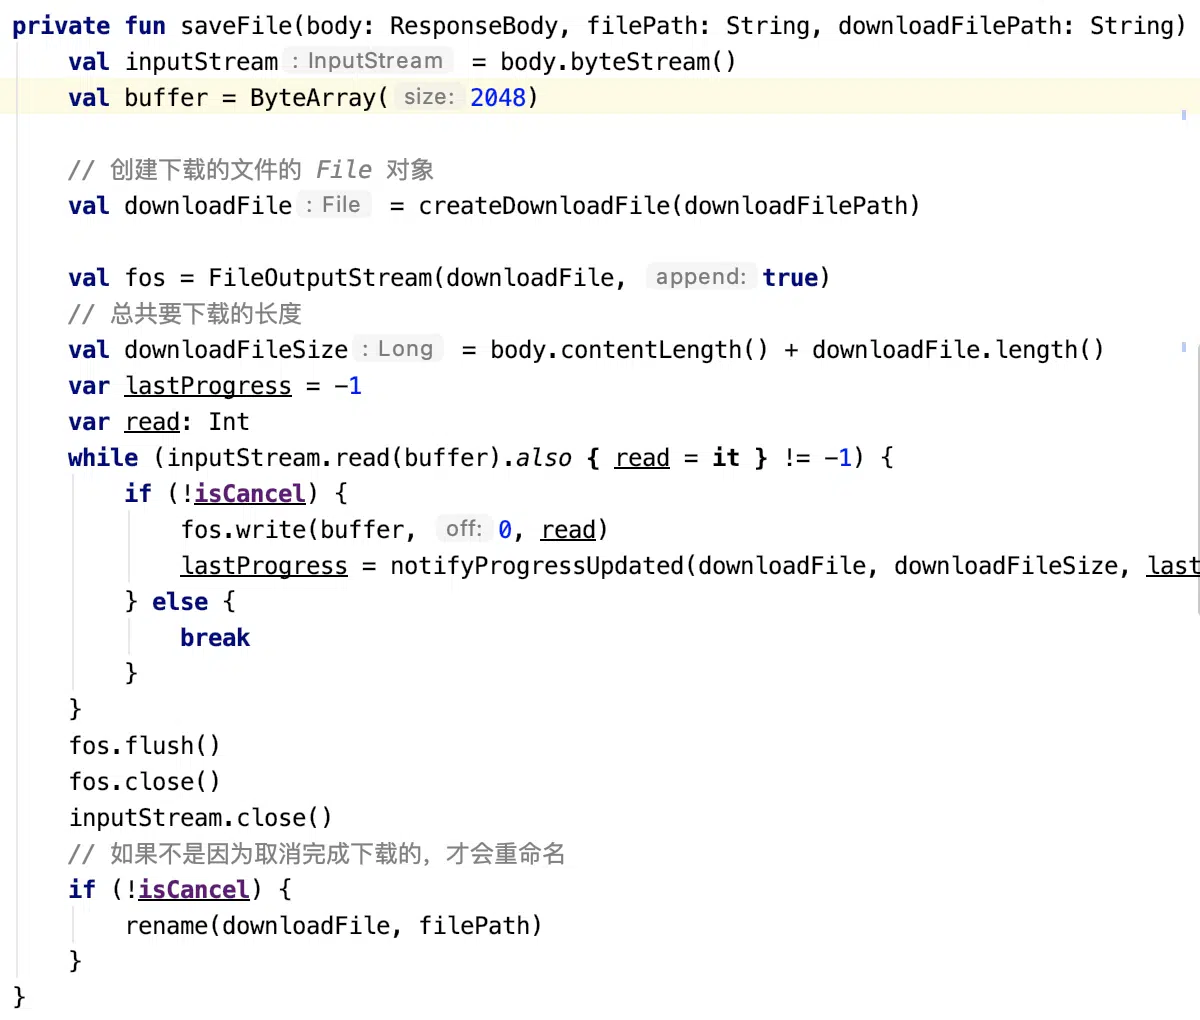 private fun saveFile(body: ResponseBody, filePath: String, downloadFilePath: String)
val inputStream : InputStream = body.byteStream()
val buffer = ByteArray( size: 2048)
// 创建下载的文件的 File 对象
val downloadFile : File = createDownloadFile(downloadFilePath)
val fos = FileOutputStream(downloadFile, append: true)
// 总共要下载的长度
val downloadFileSize : Long = body.contentLength() + downloadFile.length()
var lastProgress = -1
var read: Int
while (inputStream.read(buffer).also { read = it } != -1) {
if (!isCancel) {
fos.write(buffer, off: 0, read)
lastProgress = notifyProgressUpdated(downloadFile, downloadFileSize, last
} else {
break
}
}
fos.flush()
fos.close()
inputStream.close()
// 如果不是因为取消完成下载的，才会重命名
if (!isCancel) {
rename(downloadFile, filePath)
}
}